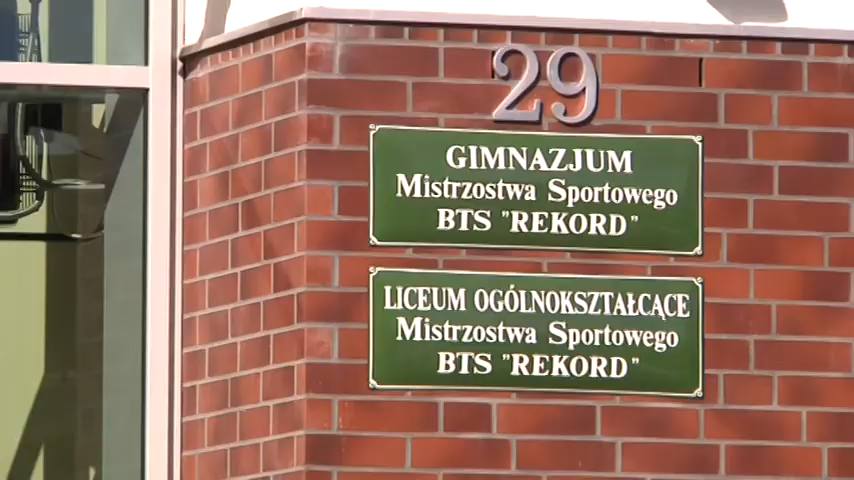 29
GIMNAZJUM
Mistrzostwa Sportowego
BTS "REKORD"
LICEUM OGÓLNOKSZTAŁCĄCE
Mistrzostwa Sportowego
BTS "REKORD"